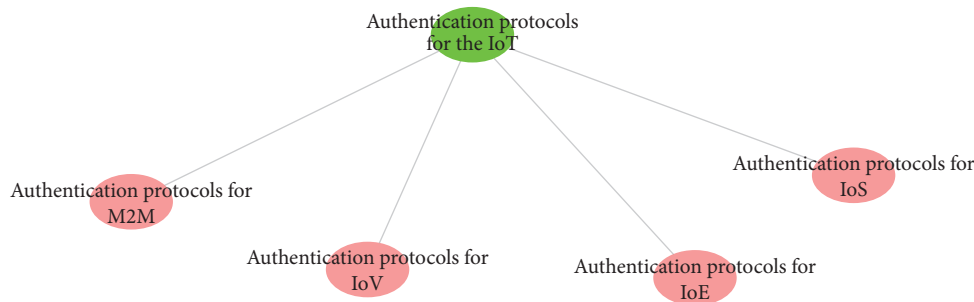 Authentication protocols
for the IoT
Authentication protocols for
M2M
Authentication protocols for
IoV
Authentication protocols for
IoE
Authentication protocols for
IoS